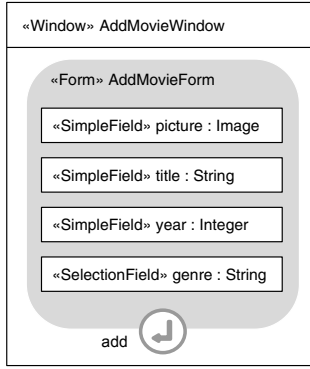 «Window» AddMovieWindow
«Form» AddMovieForm
«SimpleField» picture : Image
«SimpleField» title : String
«SimpleField» year : Integer
«SelectionField» genre : String
add